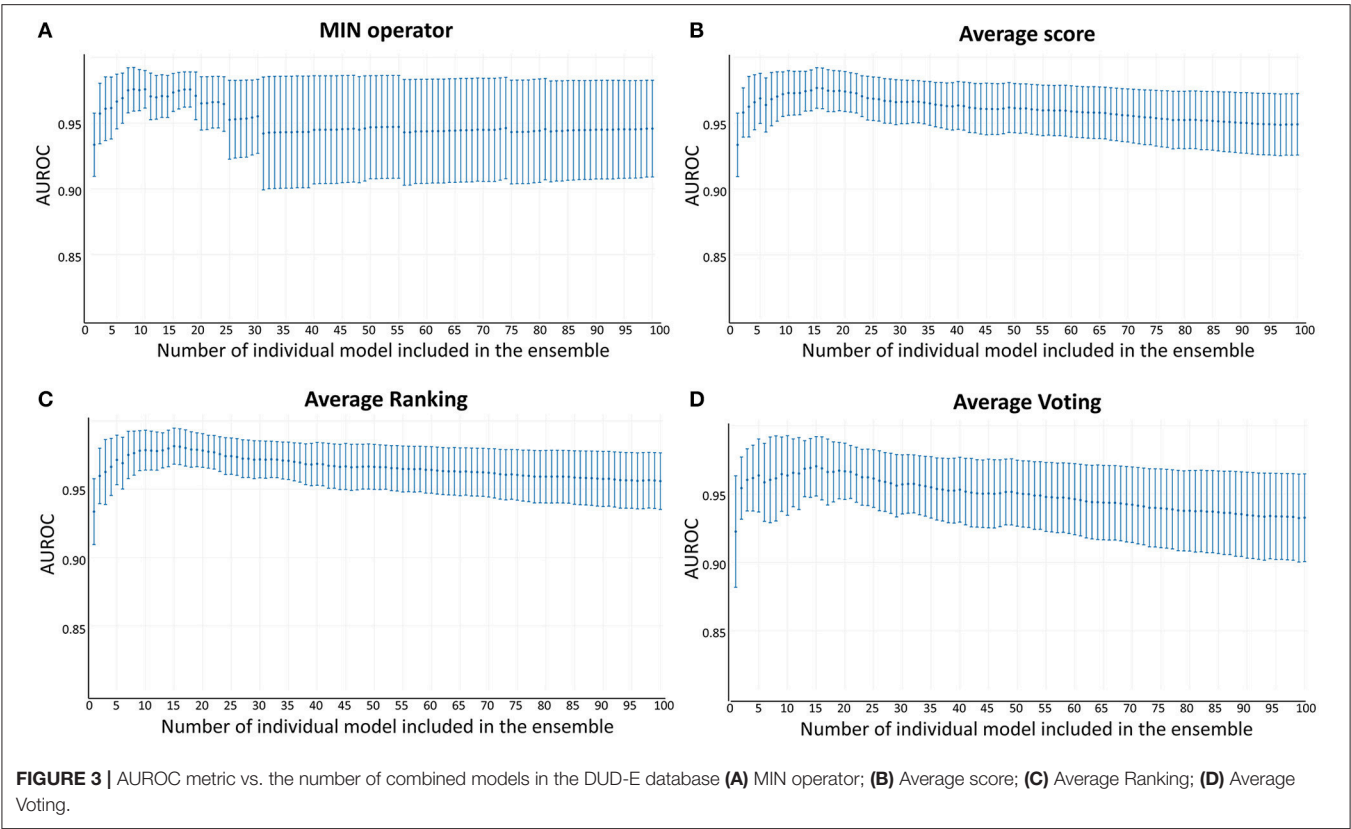 A
MIN operator
AUROC
0.95
0.90
0.85
0 5 10 15 20 25 30 35 40 45 50 55 60 65 70 75 80 85 90 95 100
Number of individual model included in the ensemble
B
Average score
AUROC
0.95
0.90
0.85
0 5 10 15 20 25 30 35 40 45 50 55 60 65 70 75 80 85 90 95 100
Number of individual model included in the ensemble
C
Average Ranking
AUROC
0.95
0.90
0.85
0 5 10 15 20 25 30 35 40 45 50 55 60 65 70 75 80 85 90 95 100
Number of individual model included in the ensemble
D
Average Voting
AUROC
0.95
0.90
0.85
0 5 10 15 20 25 30 35 40 45 50 55 60 65 70 75 80 85 90 95 100
Number of individual model included in the ensemble
FIGURE 3 | AUROC metric vs. the number of combined models in the DUD-E database (A) MIN operator; (B) Average score; (C) Average Ranking; (D) Average
Voting.